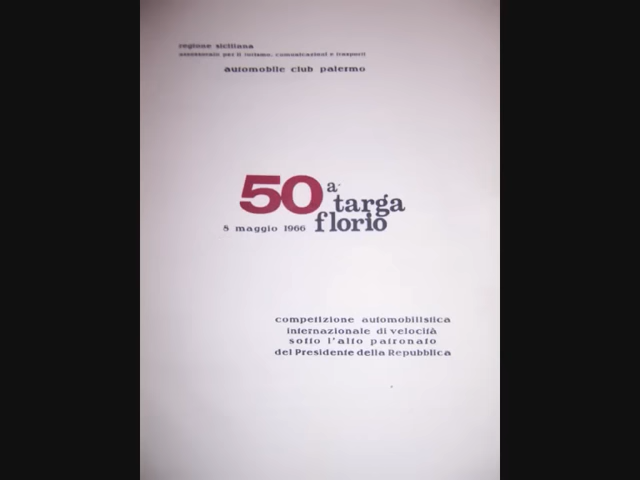 regione siciliana
assessorato per il turismo, comunicazioni e trasporti
automobile club palermo
50a targa
8 maggio 1966 florio
competizione automobilistica
internazionale di velocità
sotto l'alto patronato
del Presidente della Repubblica